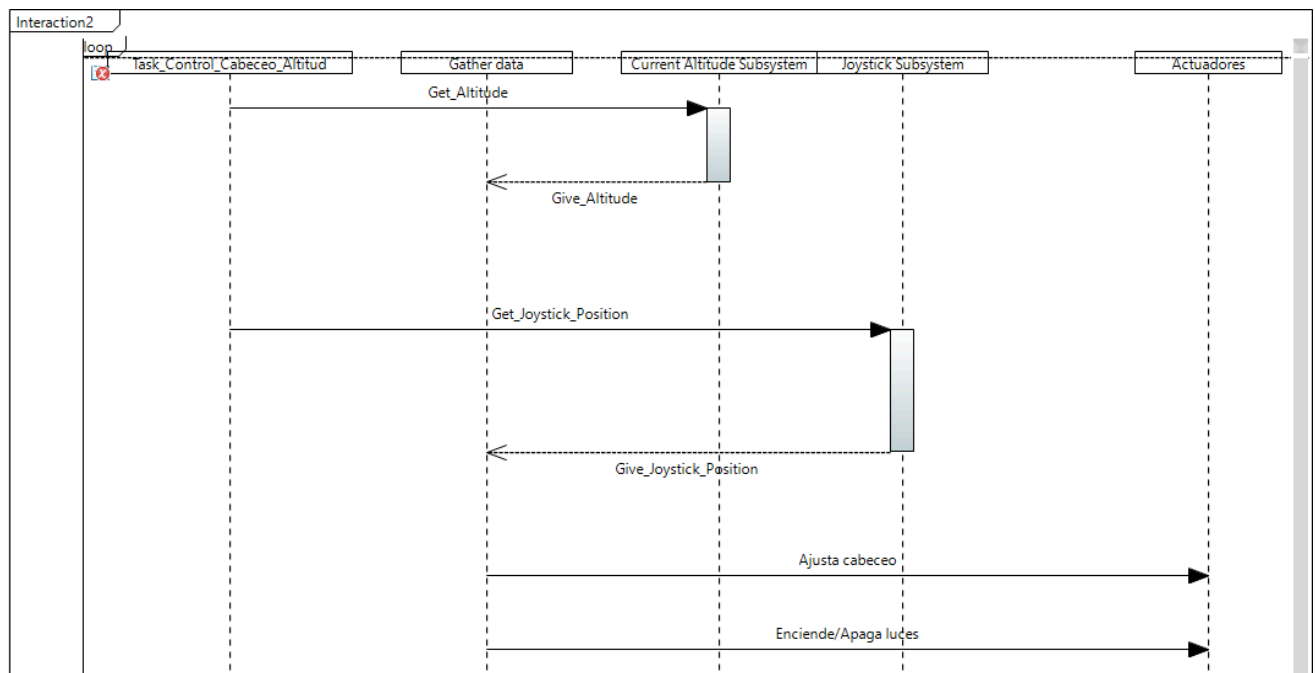 Interaction2
loop
Task_Control_Cabeceo_Altitud
Gather data
Current Altitude Subsystem
Joystick Subsystem
Actuadores
Get_Altitude
Give_Altitude
Get_Joystick_Position
Give_Joystick_Position
Ajusta cabeceo
Enciende/Apaga luces